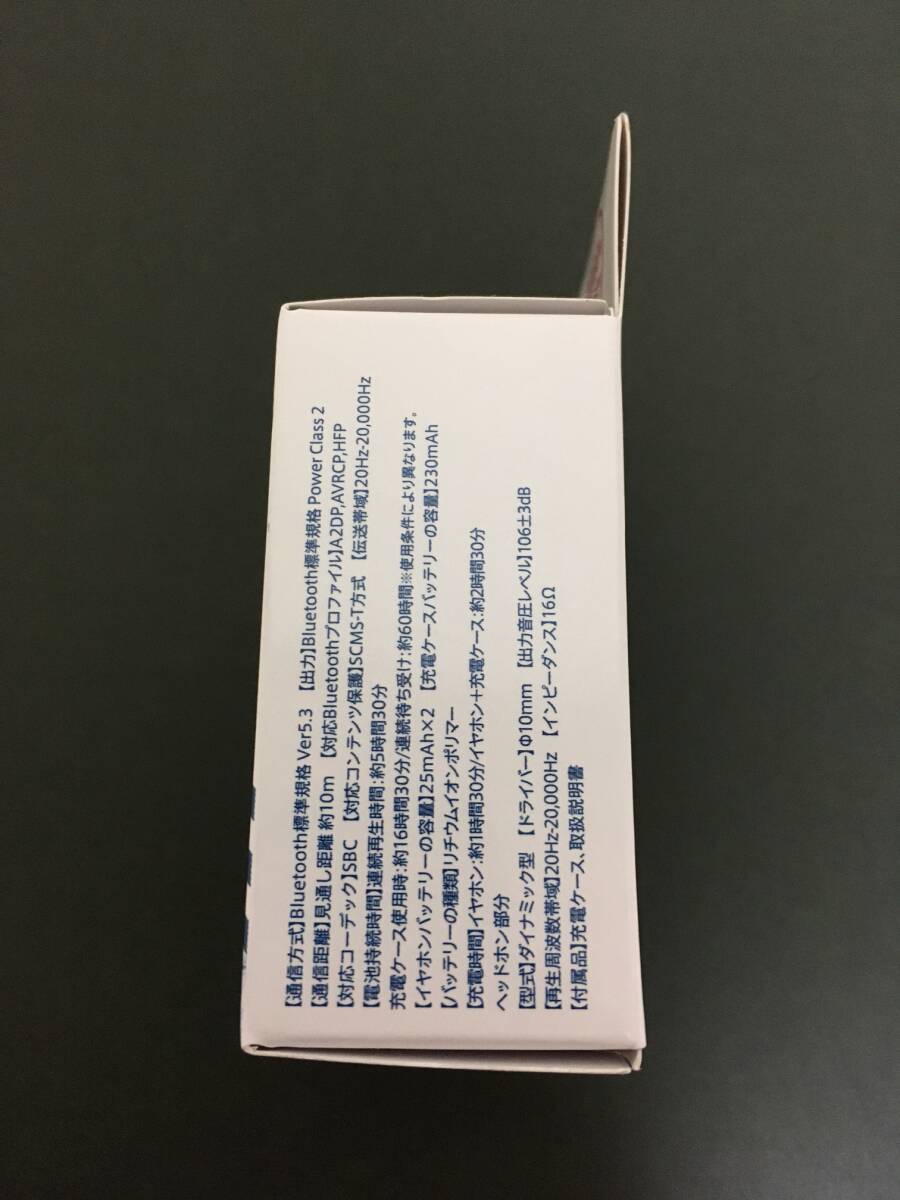 【通信方式】Bluetooth標準規格 Ver5.3　【出力】Bluetooth標準規格 Power Class 2
【通信距離】見通し距離 約10m　【対応Bluetoothプロファイル】A2DP,AVRCP,HFP
【対応コーデック】SBC　【対応コンテンツ保護】SCMS-T方式　【伝送帯域】20Hz-20,000Hz
【電池持続時間】連続再生時間:約5時間30分
充電ケース使用時:約16時間30分/連続待ち受け:約60時間※使用条件により異なります。
【イヤホンバッテリーの容量】25mAh×2　【充電ケースバッテリーの容量】230mAh
【バッテリーの種類】リチウムイオンポリマー
【充電時間】イヤホン:約1時間30分/イヤホン+充電ケース:約2時間30分
ヘッドホン部分
【型式】ダイナミック型　【ドライバー】Φ10mm　【出力音圧レベル】106±3dB
【再生周波数帯域】20Hz-20,000Hz　【インピーダンス】16Ω
【付属品】充電ケース、取扱説明書